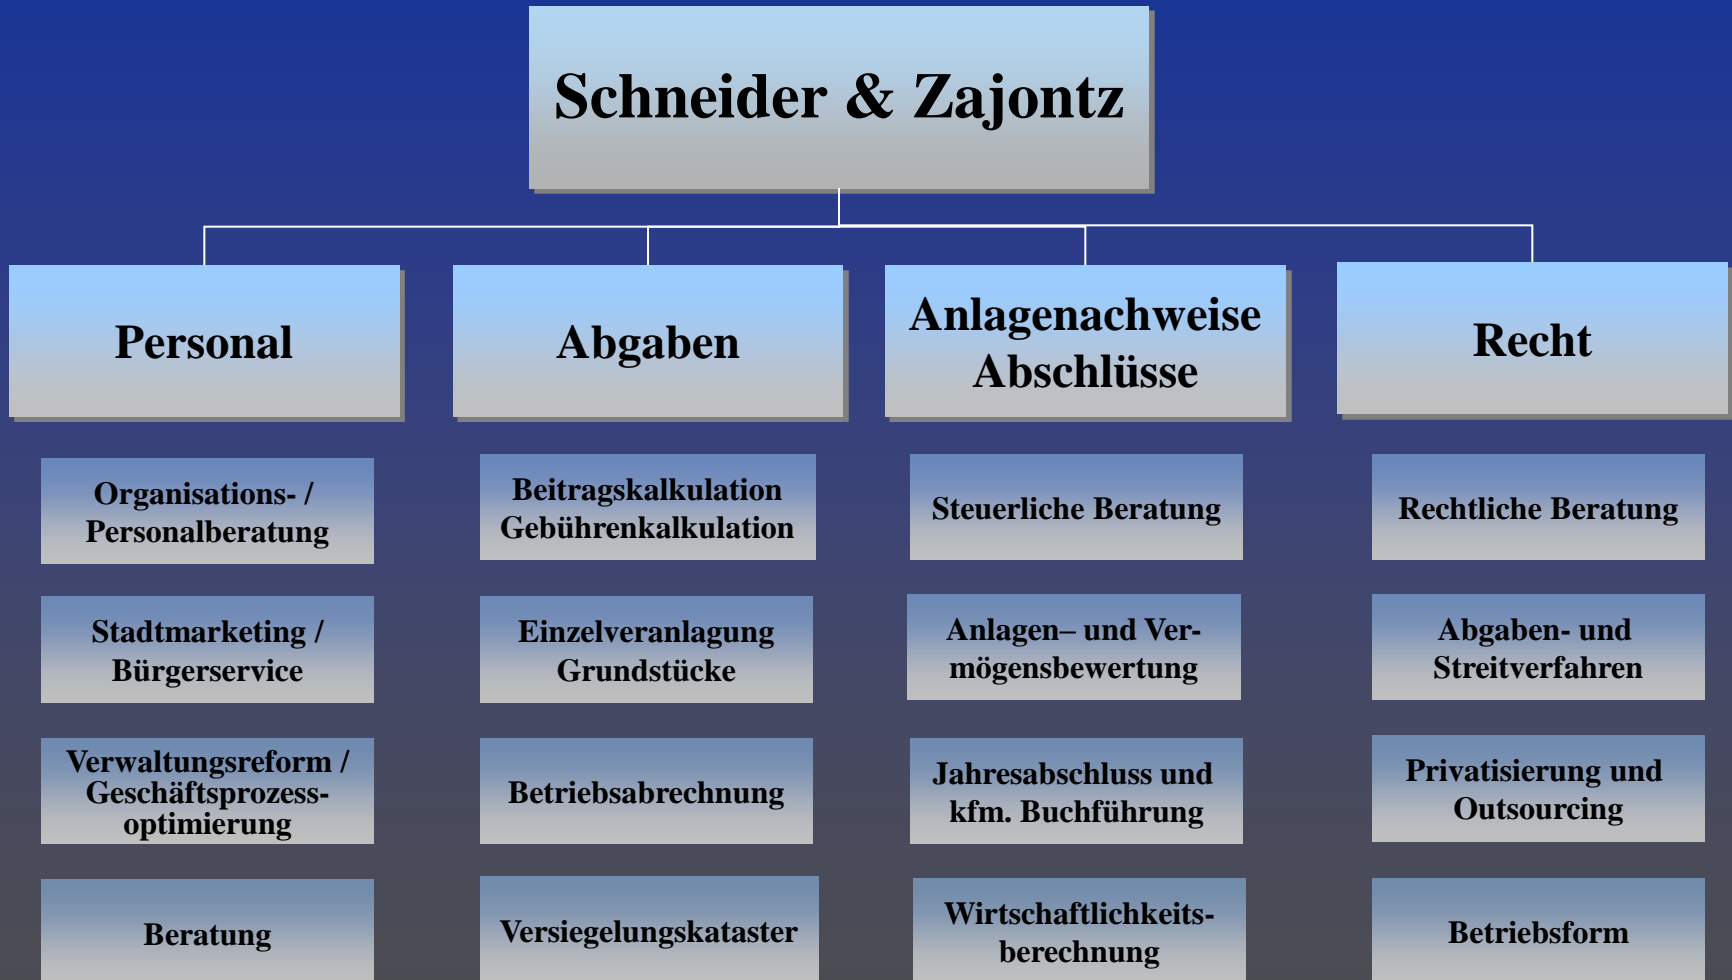 Schneider & Zajontz
Personal
Abgaben
Anlagenachweise
Abschlüsse
Recht
Organisations- /
Personalberatung
Stadtmarketing /
Bürgerservice
Verwaltungsreform /
Geschäftsprozess-
optimierung
Beratung
Beitragskalkulation
Gebührenkalkulation
Einzelveranlagung
Grundstücke
Betriebsabrechnung
Versiegelungskataster
Steuerliche Beratung
Anlagen– und Ver-
mögensbewertung
Jahresabschluss und
kfm. Buchführung
Wirtschaftlichkeits-
berechnung
Rechtliche Beratung
Abgaben- und
Streitverfahren
Privatisierung und
Outsourcing
Betriebsform